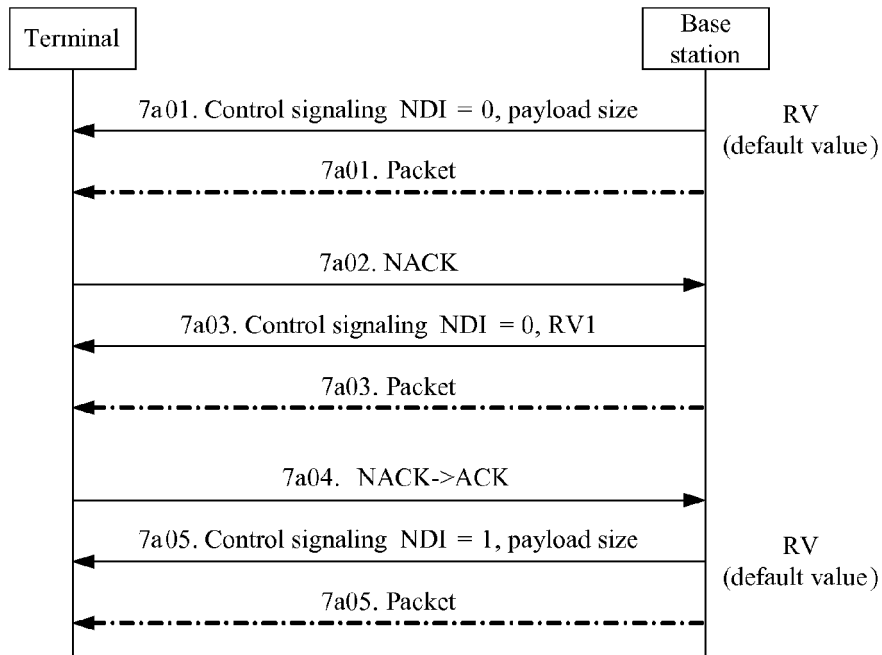 Terminal
Base
station
7a01. Control signaling NDI = 0, payload size
RV
(default value)
7a01. Packet
7a02. NACK
7a03. Control signaling NDI = 0, RV1
7a03. Packet
7a04. NACK->ACK
7a05. Control signaling NDI = 1, payload size
RV
(default value)
7a05. Packet